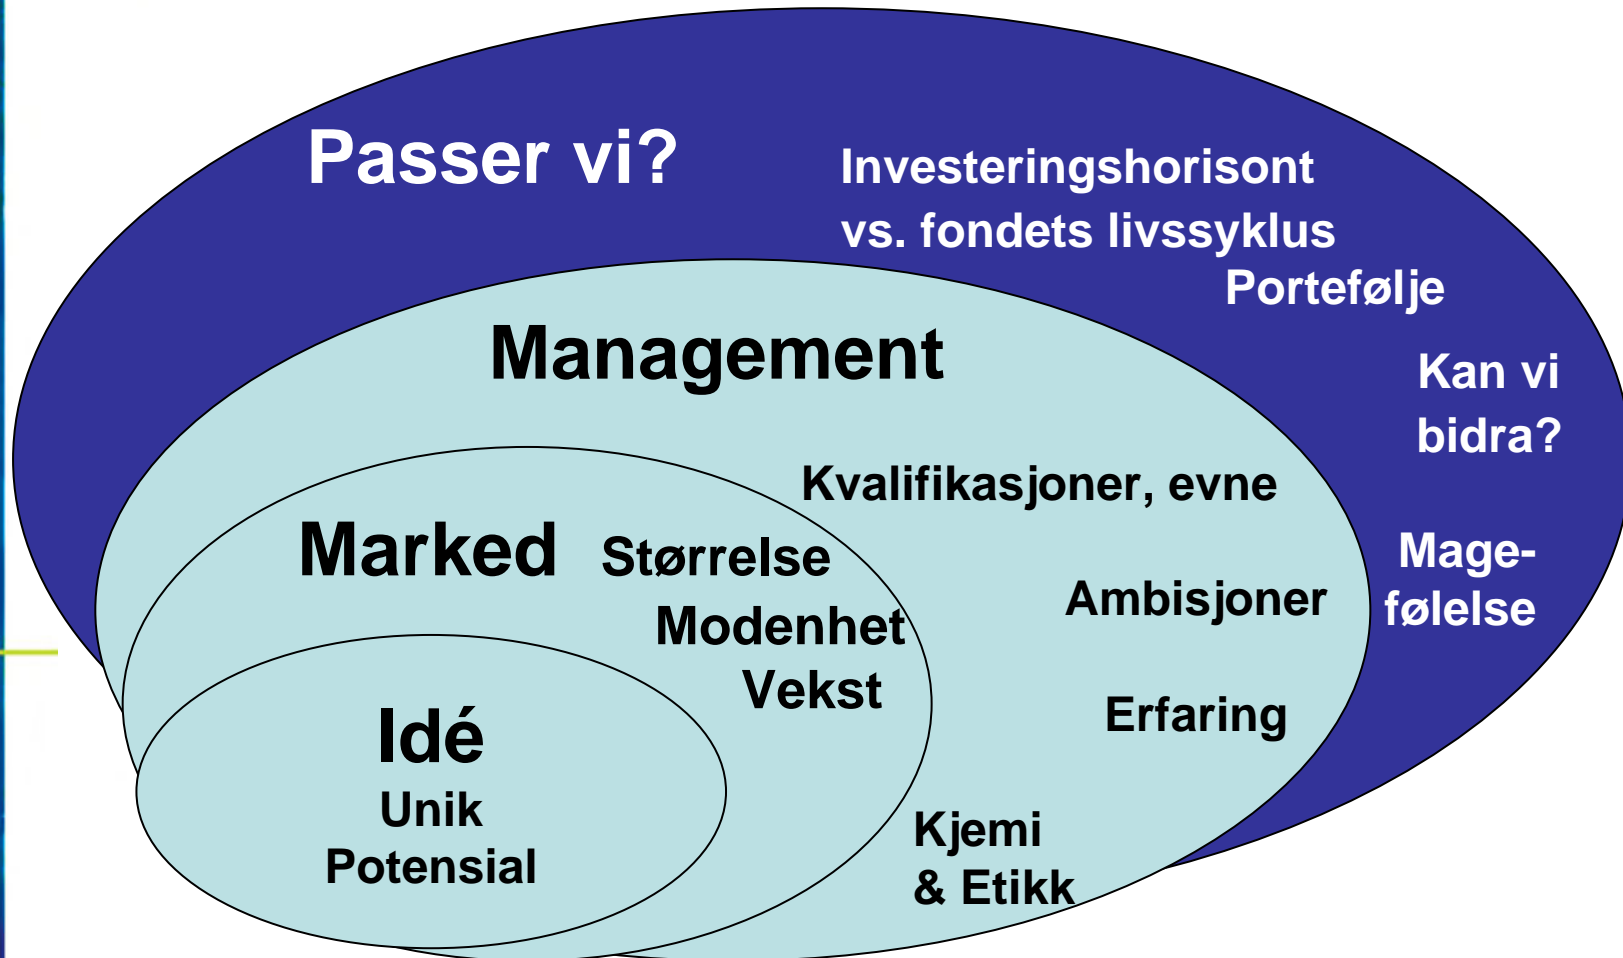 Passer vi?
Investeringshorisont
vs. fondets livssyklus
Portefølje
Kan vi
bidra?
Mage-
følelse
Management
Kvalifikasjoner, evne
Ambisjoner
Erfaring
Kjemi
& Etikk
Marked
Størrelse
Modenhet
Vekst
Idé
Unik
Potensial